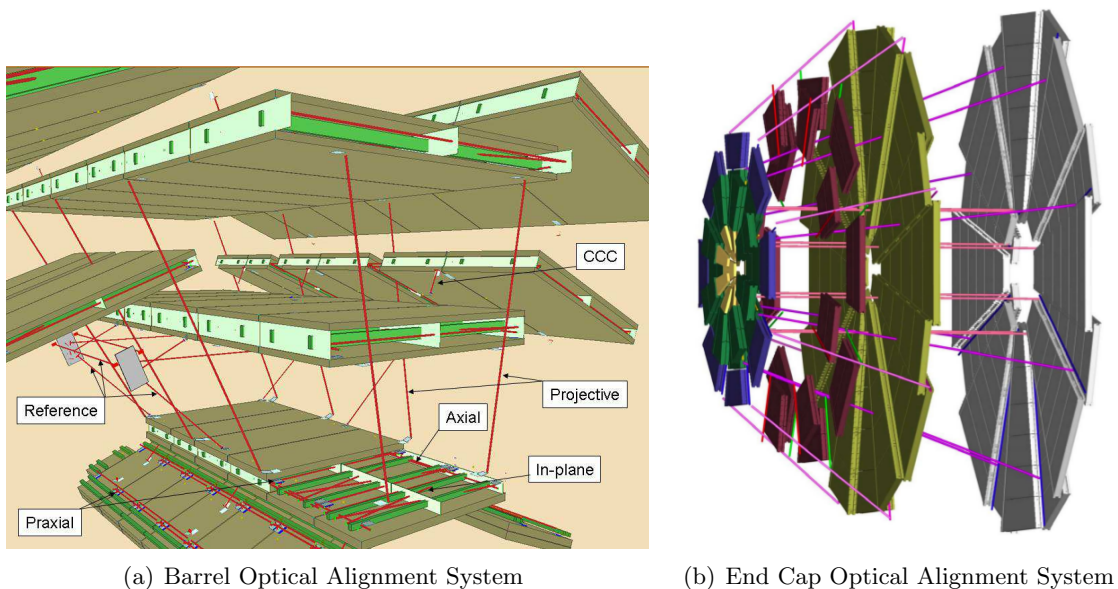 CCC
Reference
Projective
Axial
In-plane
Praxial
(a) Barrel Optical Alignment System
(b) End Cap Optical Alignment System